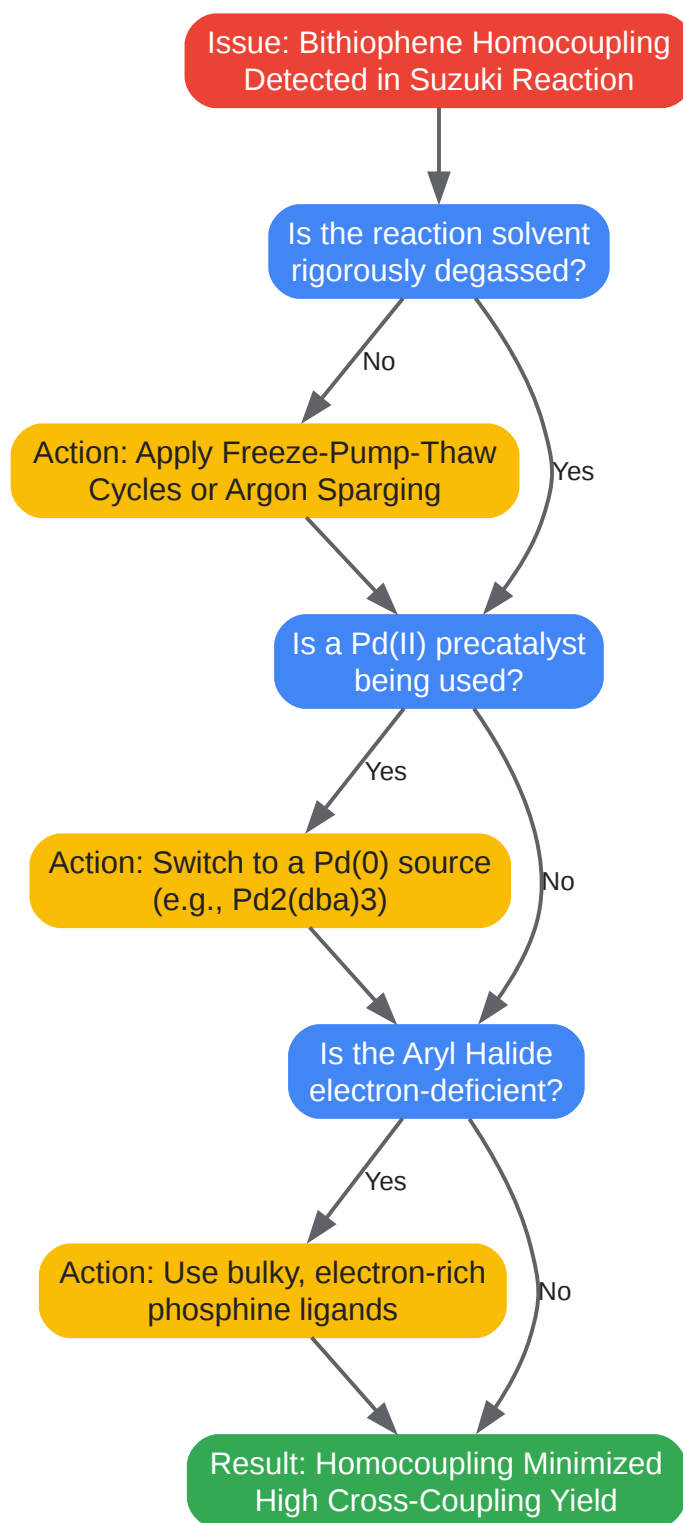 Issue: Bithiophene Homocoupling
Detected in Suzuki Reaction
Is the reaction solvent
rigorously degassed?
No
Action: Apply Freeze-Pump-Thaw
Cycles or Argon Sparging
Yes
Is a Pd(II) precatalyst
being used?
Yes
Action: Switch to a Pd(0) source
(e.g., Pd2(dba)3)
No
Is the Aryl Halide
electron-deficient?
Yes
Action: Use bulky, electron-rich
phosphine ligands
No
Result: Homocoupling Minimized
High Cross-Coupling Yield